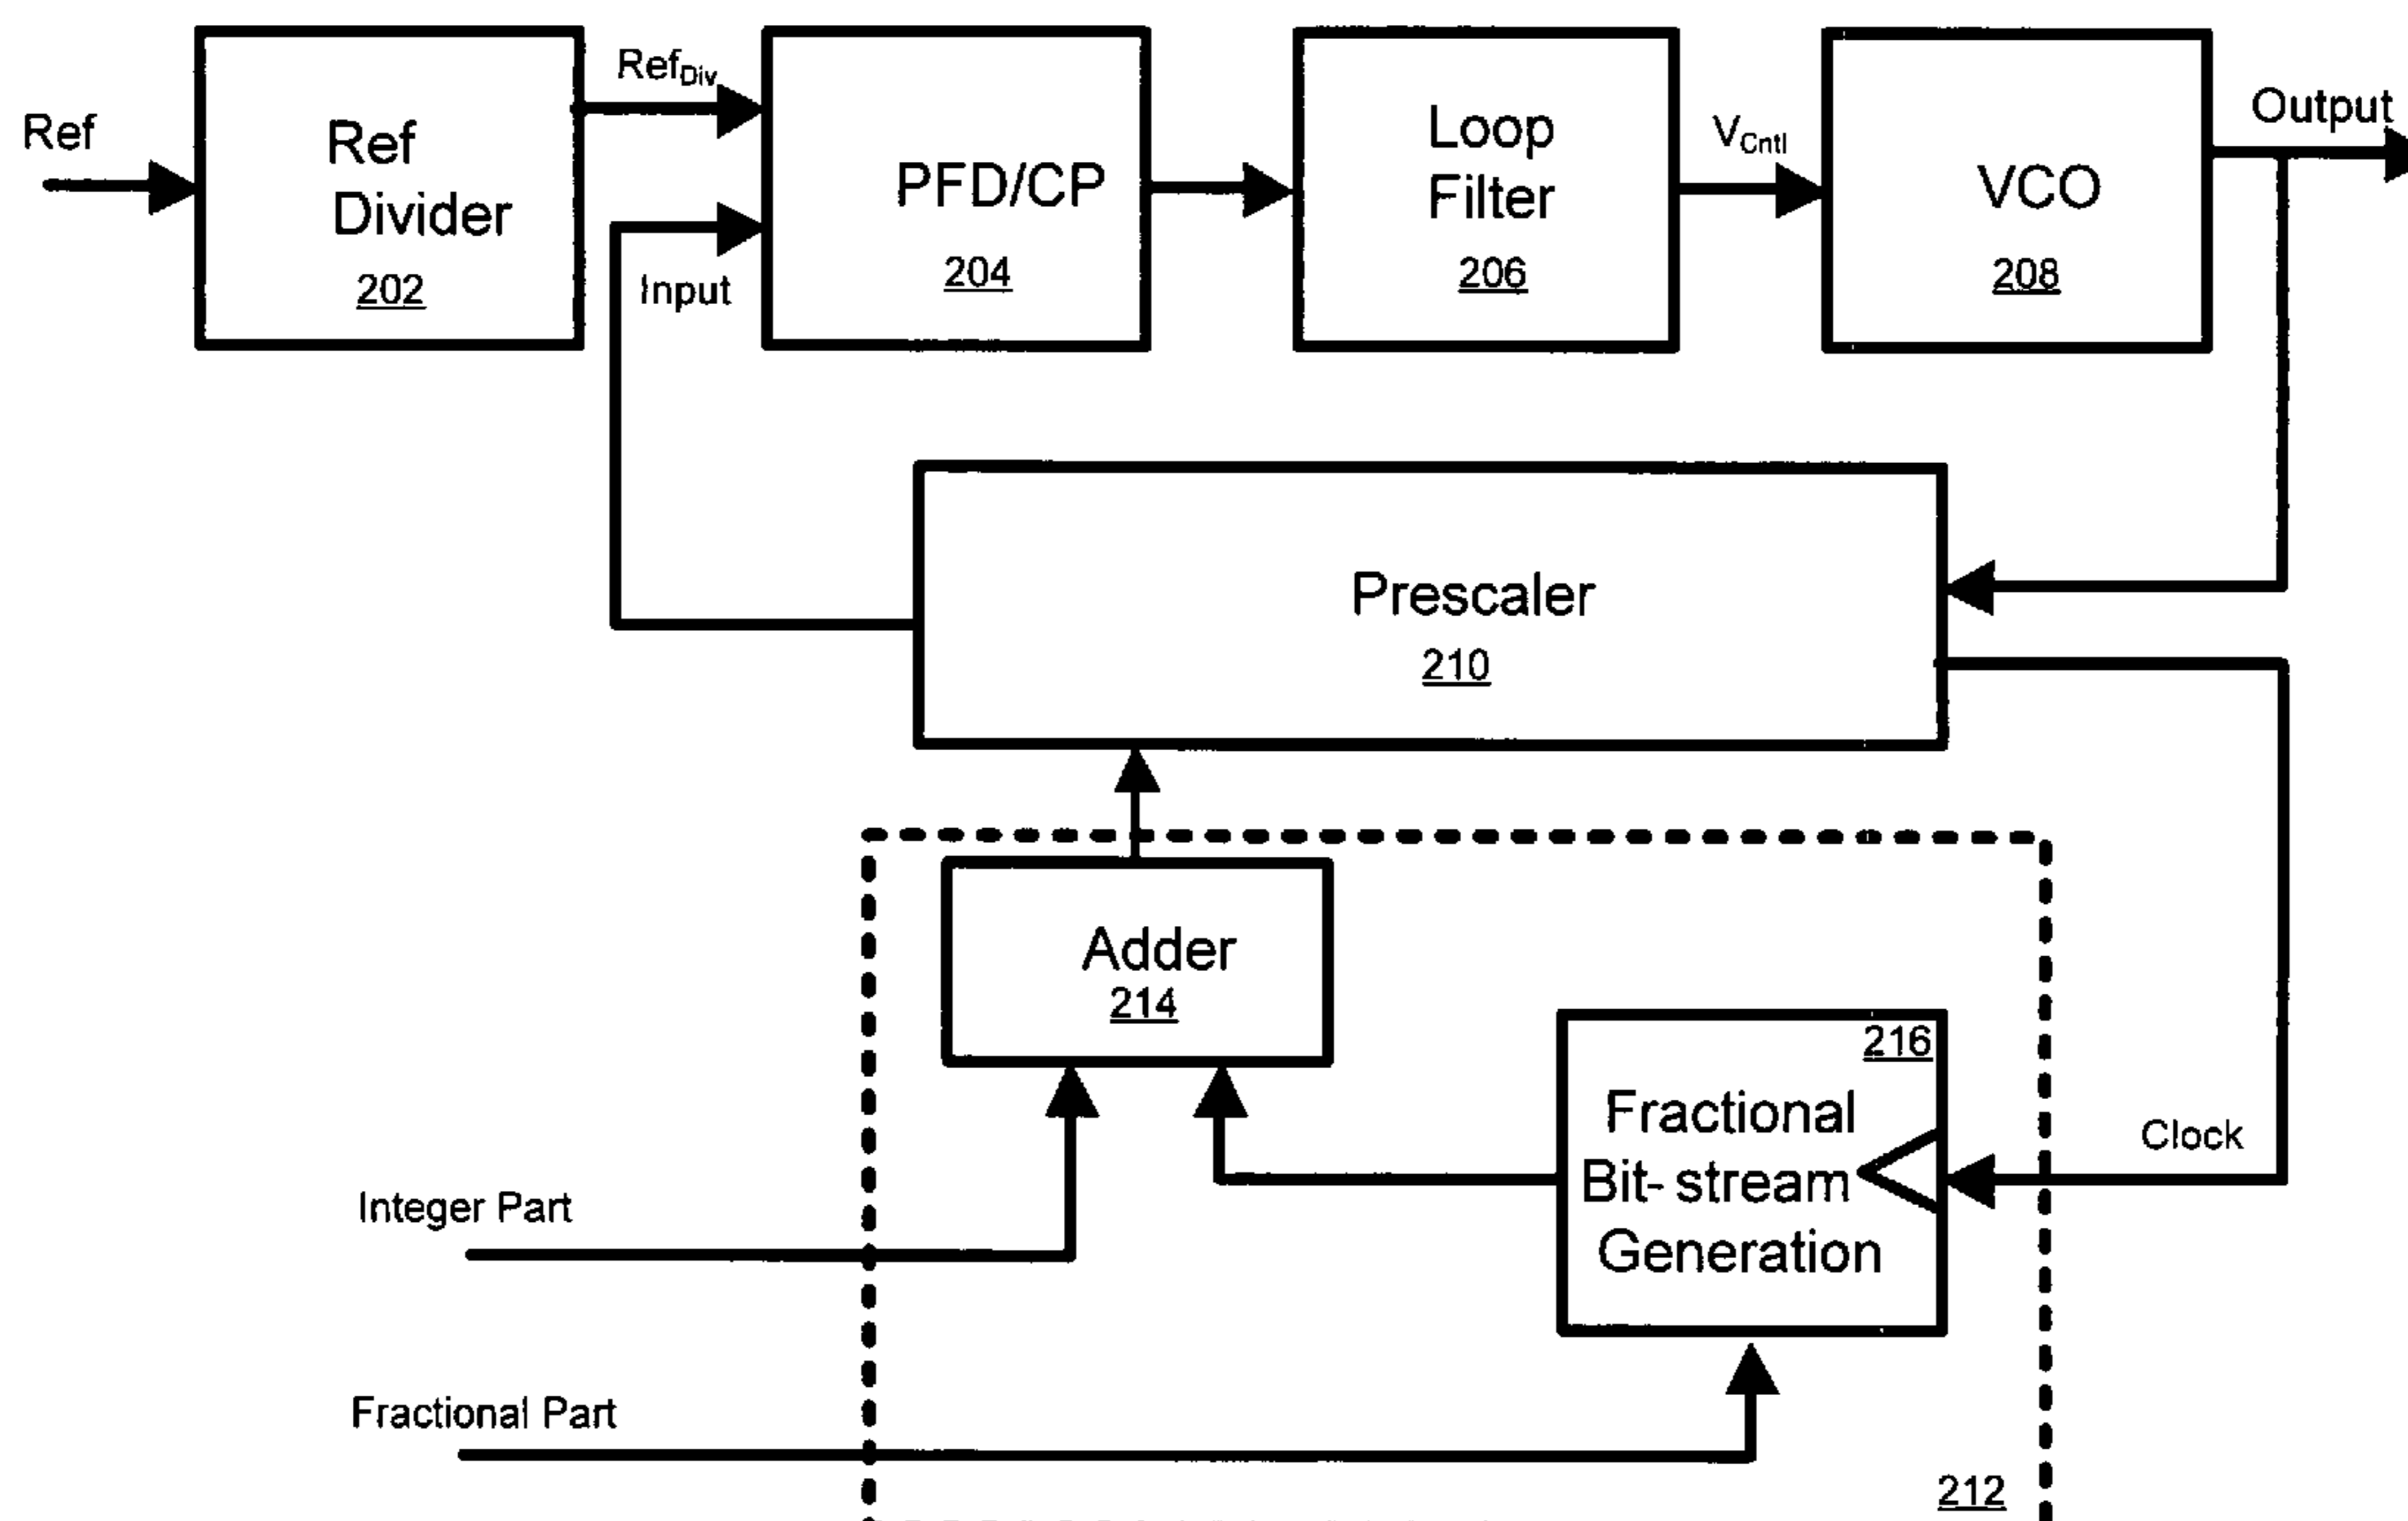 Ref
Ref
Divider
202
RefDiv
Input
PFD/CP
204
Loop
Filter
206
VCntl
VCO
208
Output
Prescaler
210
Adder
214
216
Fractional
Bit- stream
Generation
Clock
Integer Part
Fractional Part
212